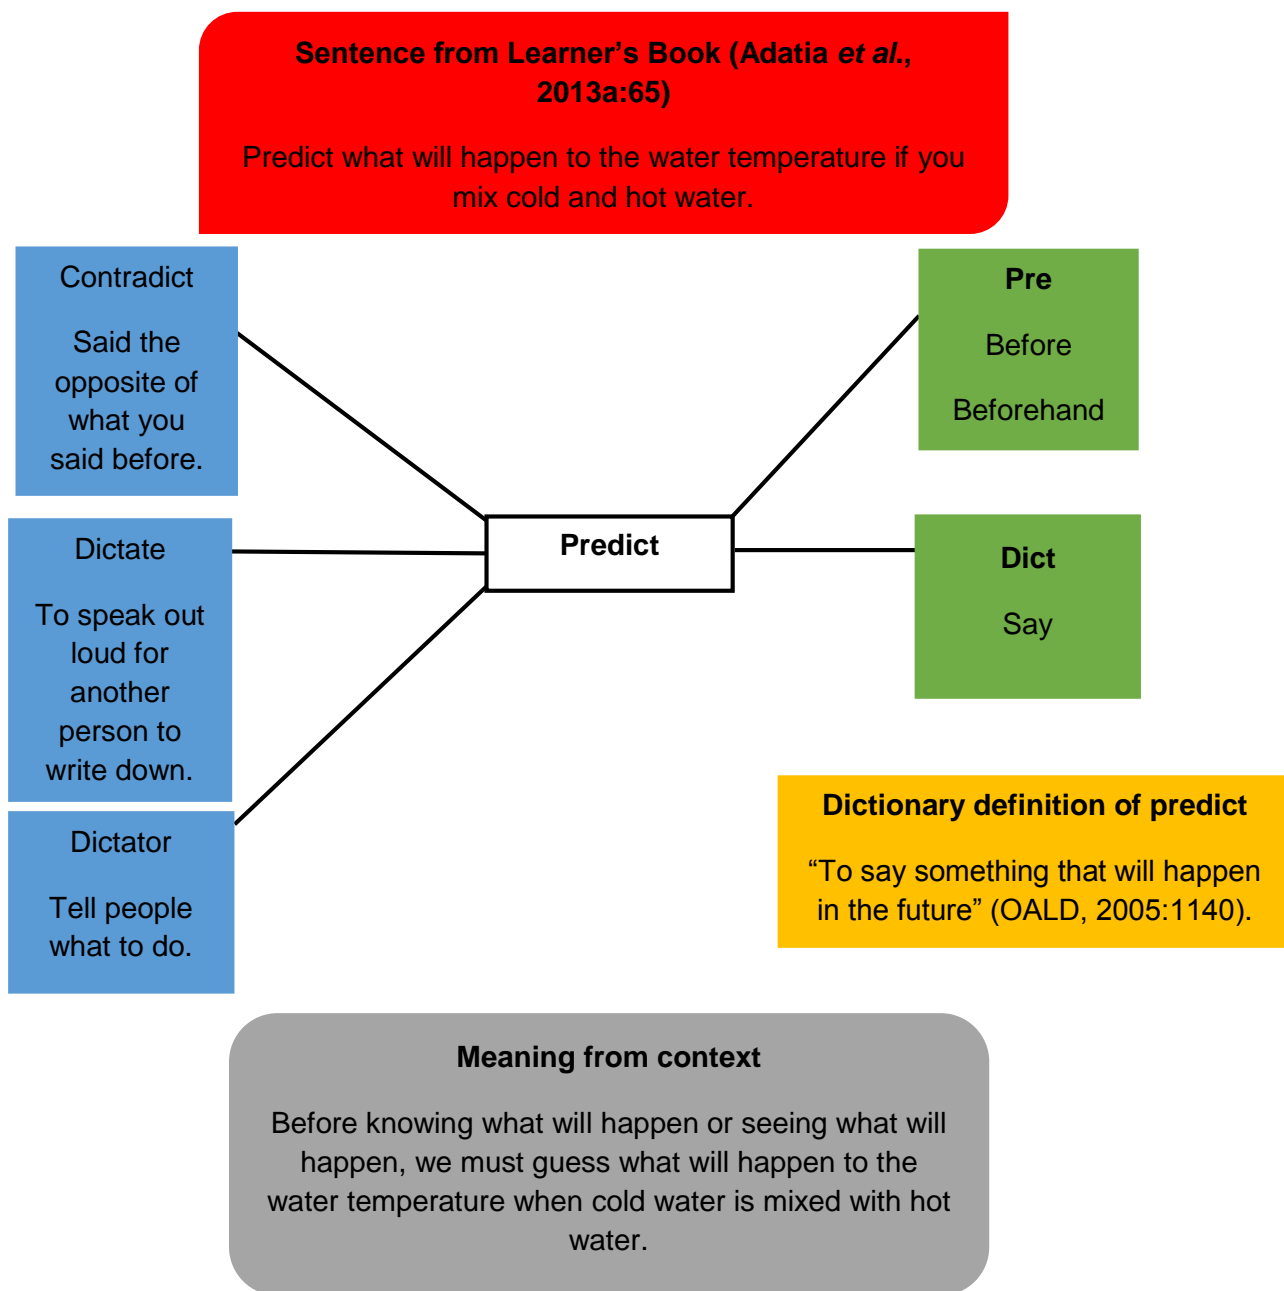 Sentence from Learner’s Book (Adatia et al.,
2013a:65)
Predict what will happen to the water temperature if you
mix cold and hot water.
Contradict
Said the
opposite of
what you
said before.
Dictate
To speak out
loud for
another
person to
write down.
Dictator
Tell people
what to do.
Predict
Pre
Before
Beforehand
Dict
Say
Dictionary definition of predict
“To say something that will happen
in the future” (OALD, 2005:1140).
Meaning from context
Before knowing what will happen or seeing what will
happen, we must guess what will happen to the
water temperature when cold water is mixed with hot
water.